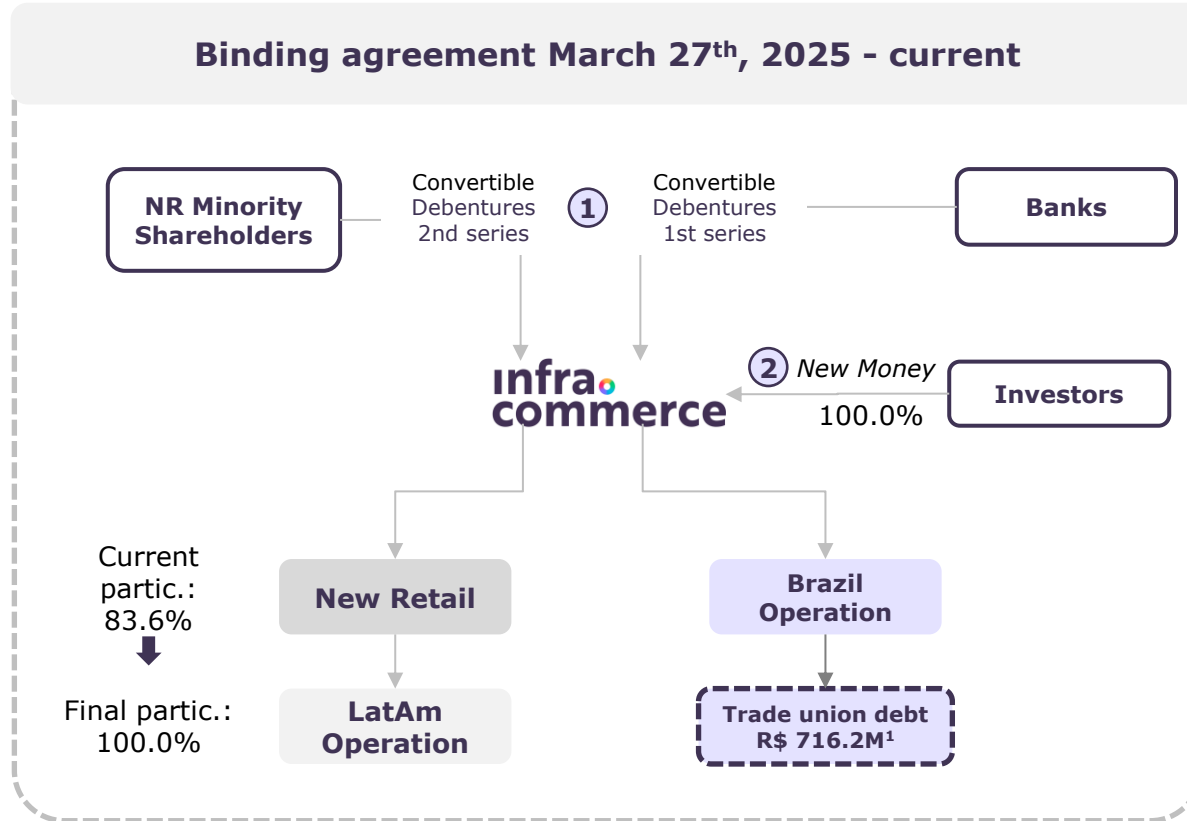 Binding agreement March 27th, 2025 - current
NR Minority
Shareholders
Convertible
Debentures
2nd series
1
Convertible
Debentures
1st series
Banks
infra.
commerce
2 New Money
100.0%
Investors
Current
partic.:
83.6%
Final partic.:
100.0%
New Retail
LatAm
Operation
Brazil
Operation
Trade union debt
R$ 716.2M¹